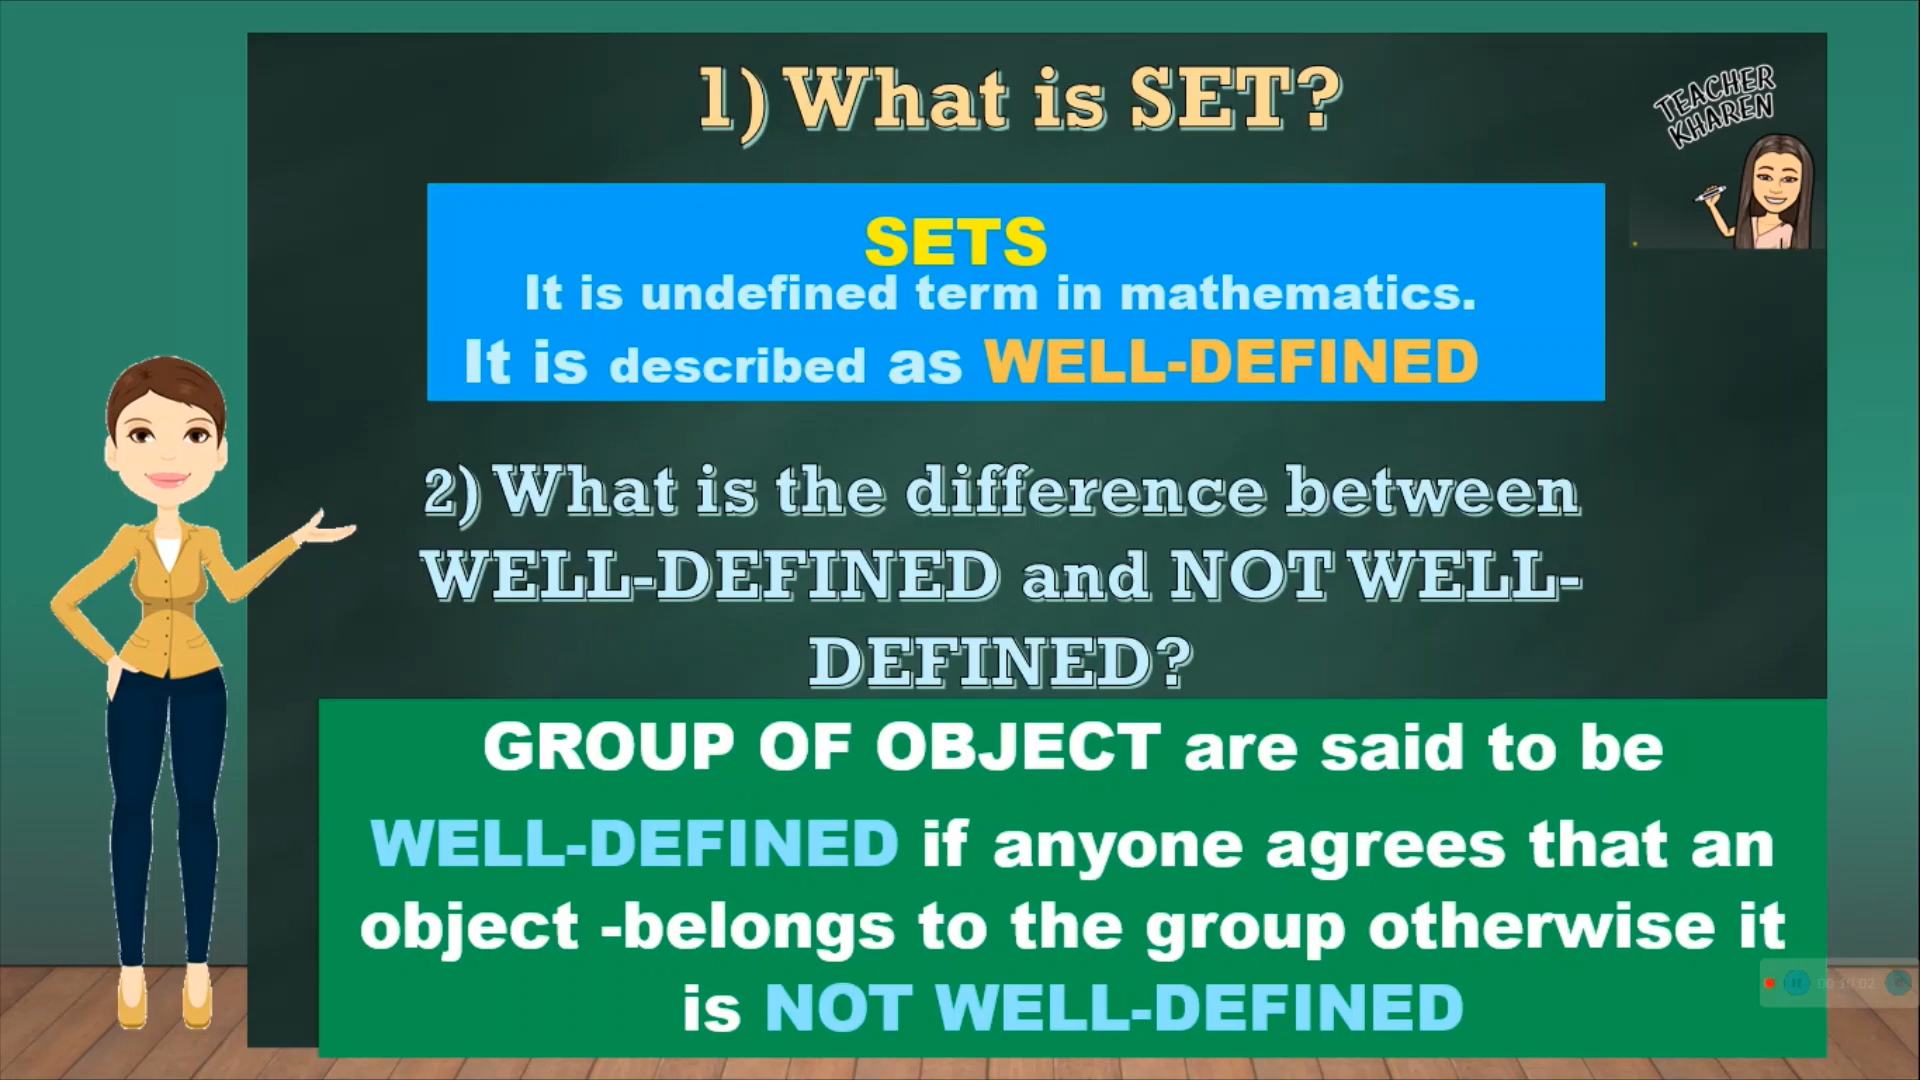 1) What is SET?
TEACHER
KHAREN
SETS
It is undefined term in mathematics.
It is described as WELL-DEFINED
2) What is the difference between
WELL-DEFINED and NOT WELL-
DEFINED?
GROUP OF OBJECT are said to be
WELL-DEFINED if anyone agrees that an
object -belongs to the group otherwise it
is NOT WELL-DEFINED